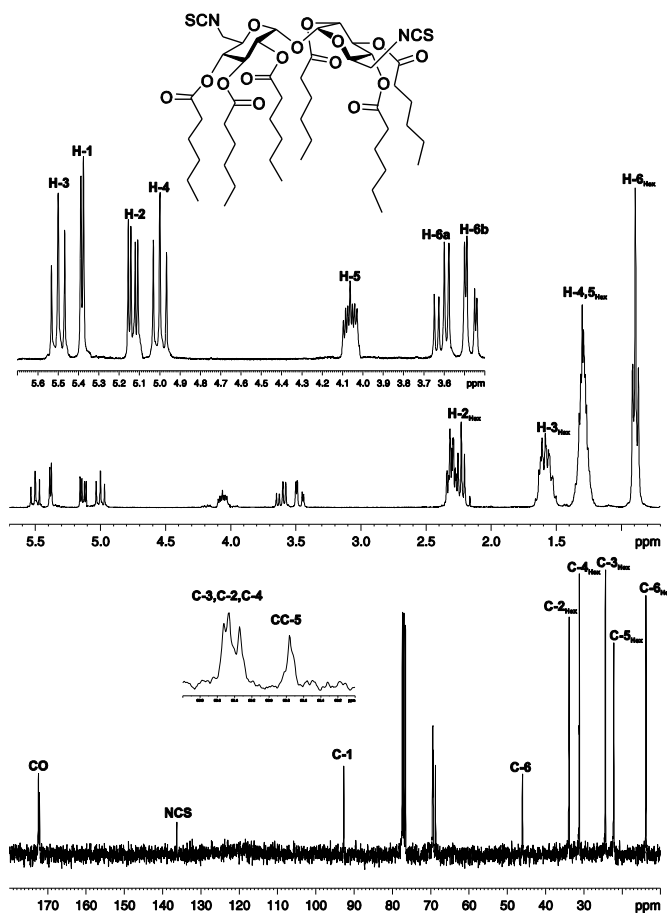 SCN
O
O
O
O
NCS
O
O
O
O
O
O
O
O
O
O
O
H-3
H-1
H-2
H-4
H-5
H-6a
H-6b
H-6Hex
H-4,5Hex
5.6 5.5 5.4 5.3 5.2 5.1 5.0 4.9 4.8 4.7 4.6 4.5 4.4 4.3 4.2 4.1 4.0 3.9 3.8 3.7 3.6 ppm
H-2Hex
H-3Hex
5.5 5.0 4.5 4.0 3.5 3.0 2.5 2.0 1.5 ppm
C-3,C-2,C-4
CC-5
C-4Hex
C-3Hex
C-6He
C-2Hex
C-5Hex
CO
NCS
C-1
C-6
170 160 150 140 130 120 110 100 90 80 70 60 50 40 30 ppm